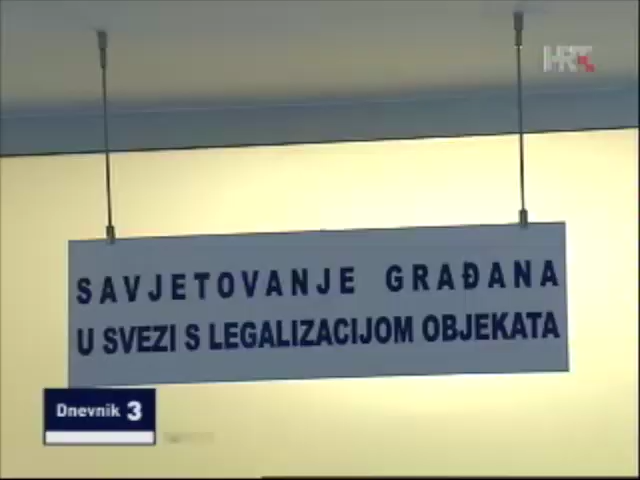 HRT
SAVJETOVANJE GRAĐANA
U SVEZI S LEGALIZACIJOM OBJEKATA
Dnevnik 3